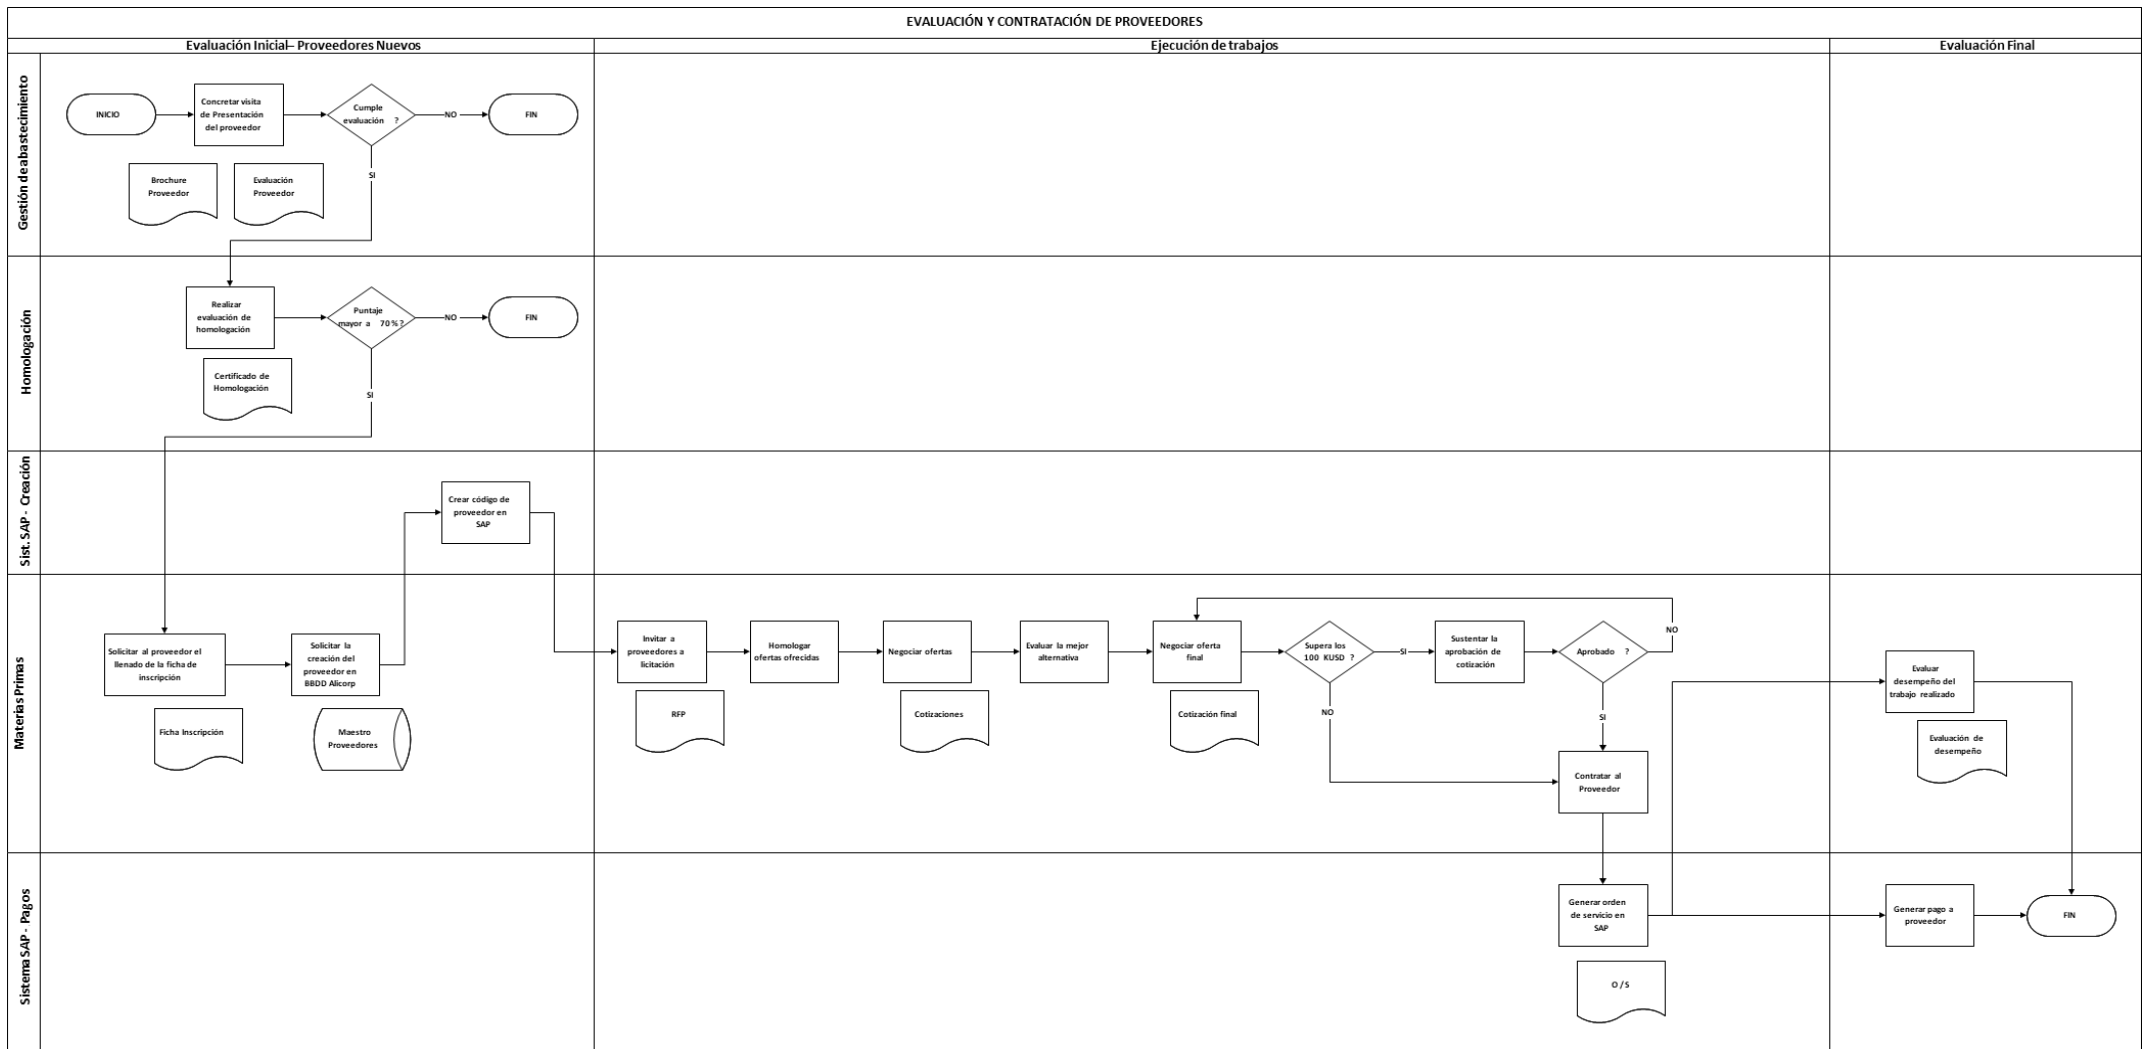 EVALUACIÓN Y CONTRATACIÓN DE PROVEEDORES
Evaluación Inicial– Proveedores Nuevos
Ejecución de trabajos
Evaluación Final
Gestión de abastecimiento
INICIO
Concretar visita
de Presentación
del proveedor
Cumple
evaluación ?
NO
FIN
SI
Brochure
Proveedor
Evaluación
Proveedor
Homologación
Realizar
evaluación de
homologación
Puntaje
mayor a 70%?
NO
FIN
SI
Certificado de
Homologación
Sist. SAP - Creación
Crear código de
proveedor en
SAP
Materias Primas
Solicitar al proveedor el
llenado de la ficha de
inscripción
Solicitar la
creación del
proveedor en
BBDD Alicorp
Ficha Inscripción
Maestro
Proveedores
Invitar a
proveedores a
licitación
Homologar
ofertas ofrecidas
Negociar ofertas
Evaluar la mejor
alternativa
Negociar oferta
final
Supera los
100 KUSD ?
SI
Sustentar la
aprobación de
cotización
Aprobado ?
NO
RFP
Cotizaciones
Cotización final
NO
SI
Contratar al
Proveedor
Evaluar
desempeño del
trabajo realizado
Evaluación de
desempeño
Sistema SAP - Pagos
Generar orden
de servicio en
SAP
O / S
Generar pago a
proveedor
FIN